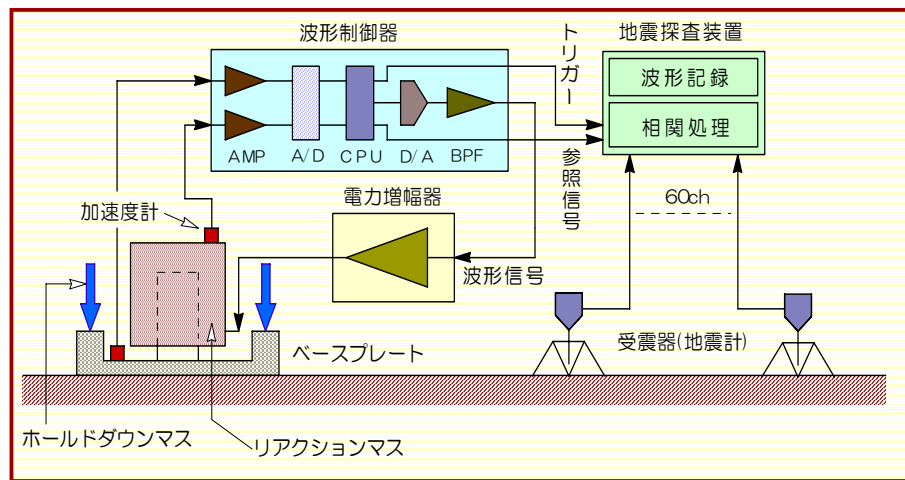 波形制御器
地震探査装置
トリガー
波形記録
相関処理
AMP
A/D
CPU
D/A
BPF
参照信号
60ch
加速度計
電力増幅器
波形信号
ベースプレート
受震器(地震計)
ホールドダウンマス
リアクションマス